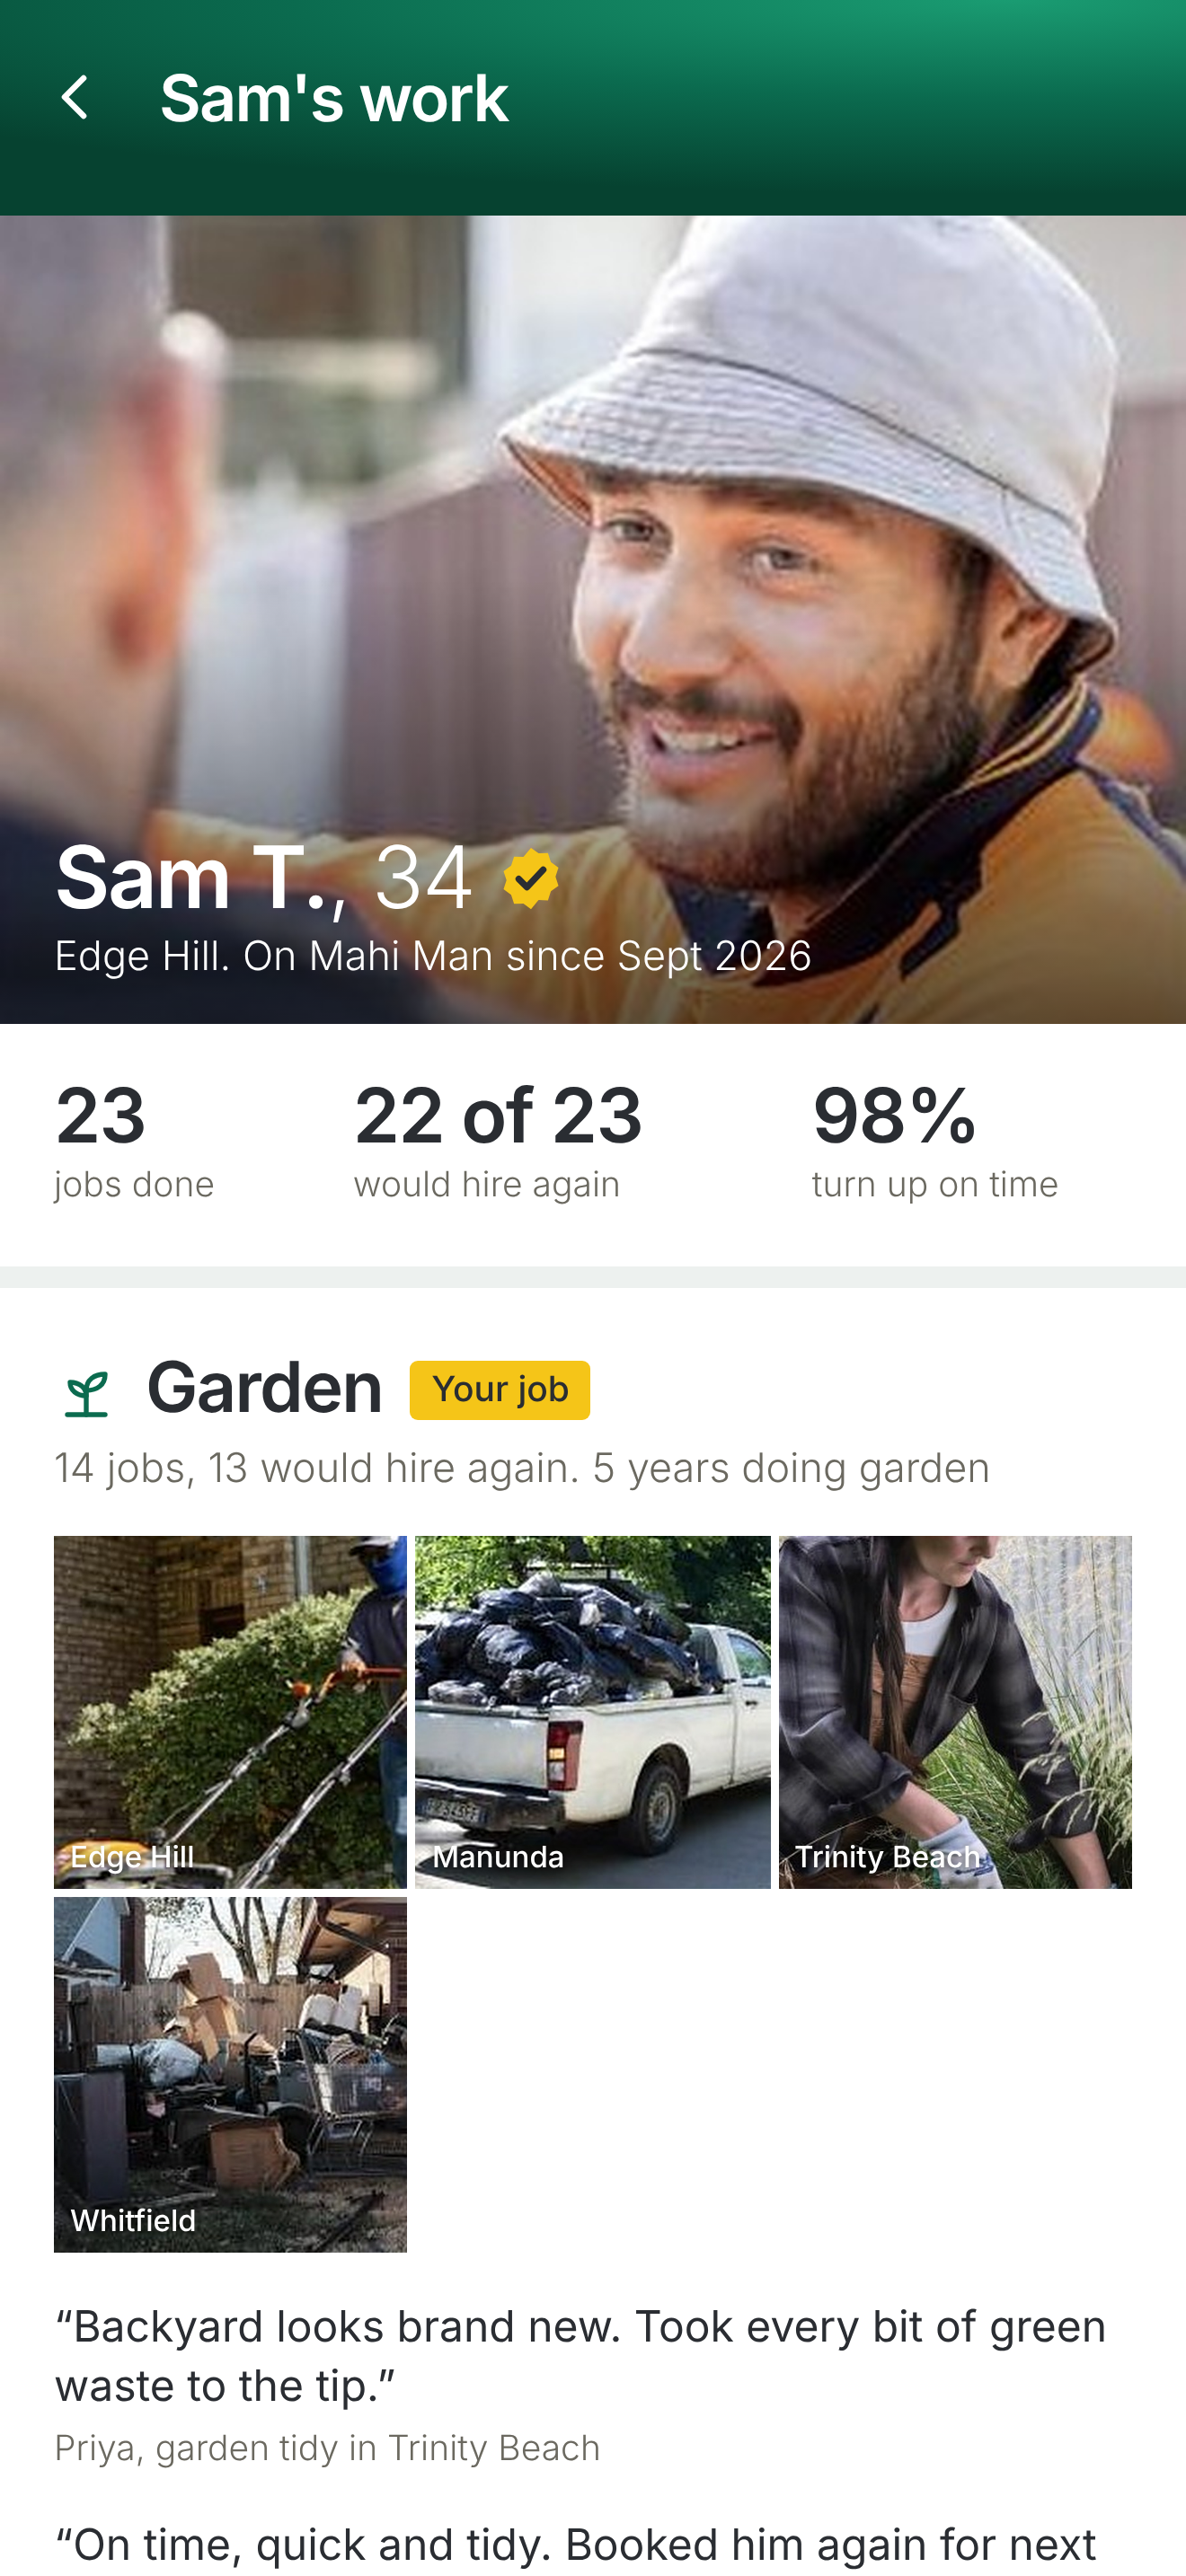 Sam's work
Sam T., 34
Edge Hill. On Mahi Man since Sept 2026
23
jobs done
22 of 23
would hire again
98%
turn up on time
Garden
Your job
14 jobs, 13 would hire again. 5 years doing garden
Edge Hill
Manunda
Trinity Beach
Whitfield
“Backyard looks brand new. Took every bit of green
waste to the tip.”
Priya, garden tidy in Trinity Beach
“On time, quick and tidy. Booked him again for next